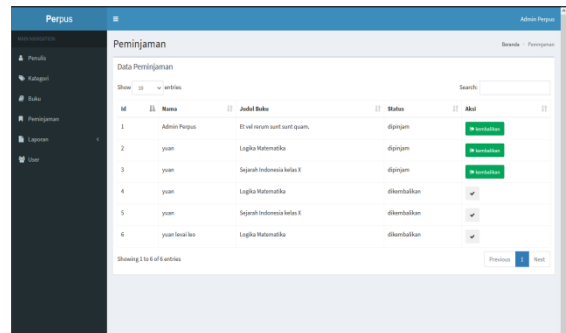 Perpus
Admin Perpus
MAIN NAVIGATION
Penulis
Kategori
Buku
Peminjaman
Laporan
User
Peminjaman
Beranda / Peminjaman
Data Peminjaman
Show 10 entries
Search:
Id Nama Judul Buku Status Aksi
1 Admin Perpus Et vel rerum sunt sunt quam. dipinjam kembalikan
2 yuan Logika Matematika dipinjam kembalikan
3 yuan Sejarah Indonesia kelas X dipinjam kembalikan
4 yuan Logika Matematika dikembalikan
5 yuan Sejarah Indonesia kelas X dikembalikan
6 yuan levai leo Logika Matematika dikembalikan
Showing 1 to 6 of 6 entries
Previous 1 Next